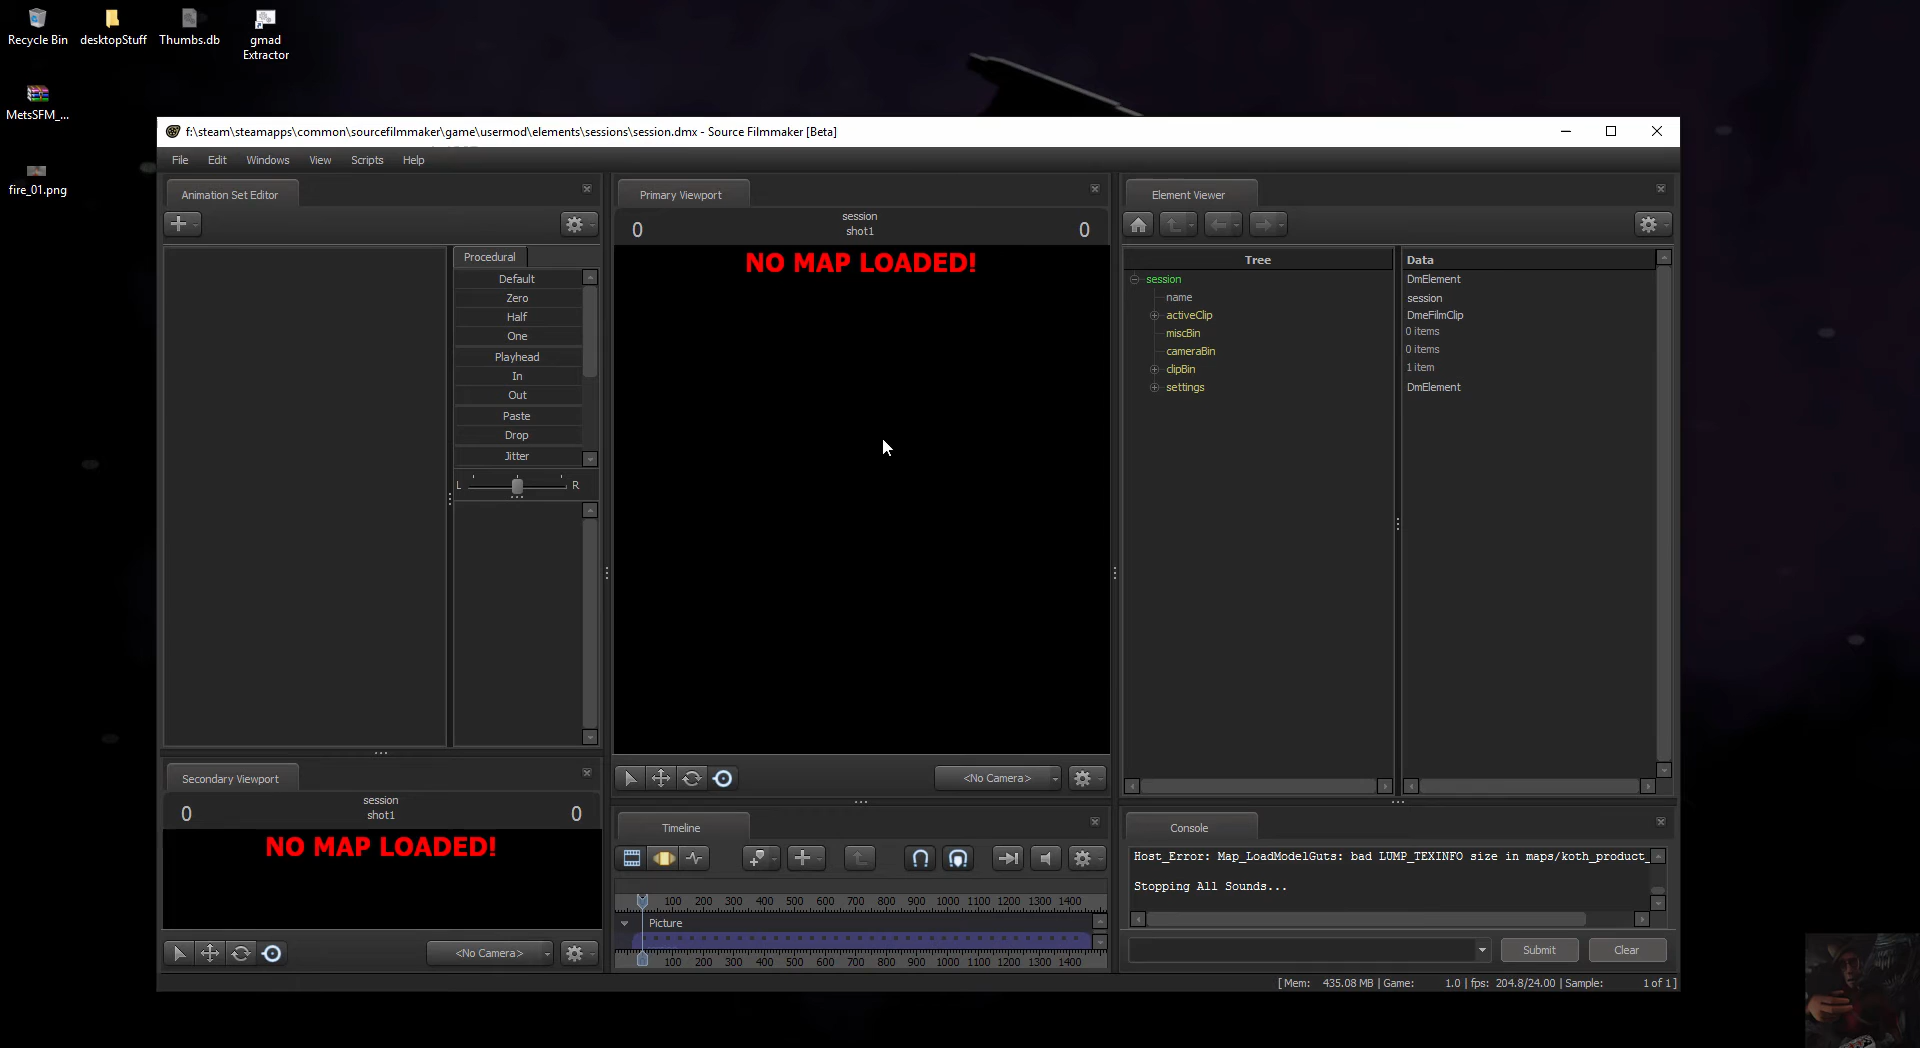 Recycle Bin
desktopStuff
Thumbs.db
gmad
Extractor
MetsSFM_...
fire_01.png
f:\steam\steamapps\common\sourcefilmmaker\game\usermod\elements\sessions\session.dmx - Source Filmmaker [Beta]
File Edit Windows View Scripts Help
Animation Set Editor
Procedural
Default
Zero
Half
One
Playhead
In
Out
Paste
Drop
Jitter
L R
Secondary Viewport
session
0 shot1 0
NO MAP LOADED!
<No Camera>
Primary Viewport
session
0 shot1 0
NO MAP LOADED!
<No Camera>
Timeline
100 200 300 400 500 600 700 800 900 1000 1100 1200 1300 1400
Picture
100 200 300 400 500 600 700 800 900 1000 1100 1200 1300 1400
Element Viewer
Tree Data
session DmElement
name session
activeClip DmeFilmClip
miscBin 0 items
cameraBin 0 items
clipBin 1 item
settings DmElement
Console
Host_Error: Map_LoadModelGuts: bad LUMP_TEXINFO size in maps/koth_product_
Stopping All Sounds...
Submit Clear
[ Mem: 435.08 MB | Game: 1.0 | fps: 204.8/24.00 | Sample: 1 of 1 ]